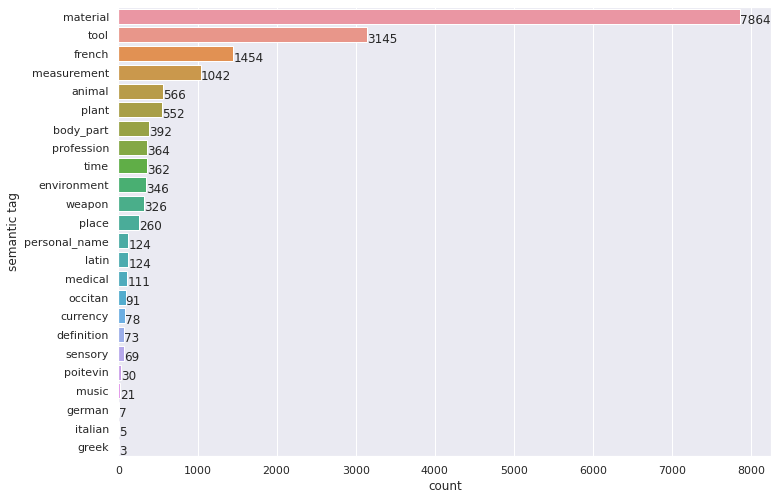 material 7864
tool 3145
french 1454
measurement 1042
animal 566
plant 552
body_part 392
profession 364
time 362
environment 346
weapon 326
place 260
personal_name 124
latin 124
medical 111
occitan 91
currency 78
definition 73
sensory 69
poitevin 30
music 21
german 7
italian 5
greek 3
semantic tag
0 1000 2000 3000 4000 5000 6000 7000 8000
count